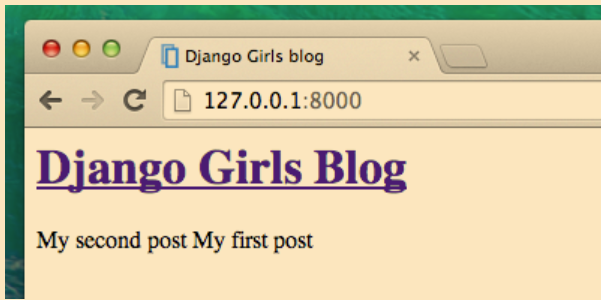 Django Girls blog
127.0.0.1:8000
Django Girls Blog
My second post My first post